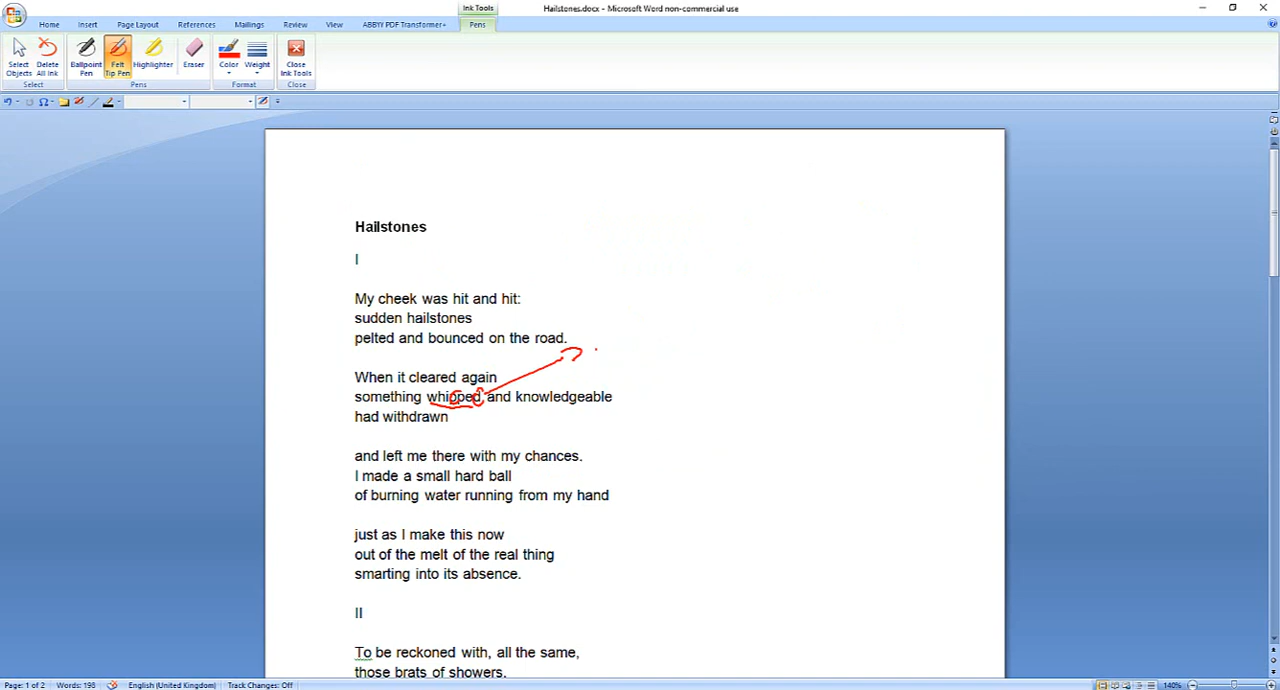 Ink Tools
Hailstones.docx - Microsoft Word non-commercial use
Home Insert Page Layout References Mailings Review View ABBYY PDF Transformer+ Pens
Select Objects
Delete All Ink
Ballpoint Pen
Felt Tip Pen
Highlighter
Eraser
Color
Weight
Close Ink Tools
Select
Pens
Format
Close
Hailstones
I
My cheek was hit and hit:
sudden hailstones
pelted and bounced on the road.
When it cleared again
something whipped and knowledgeable
had withdrawn
and left me there with my chances.
I made a small hard ball
of burning water running from my hand
just as I make this now
out of the melt of the real thing
smarting into its absence.
II
To be reckoned with, all the same,
those brats of showers.
Page: 1 of 2 Words: 198 English (United Kingdom) Track Changes: Off 140%